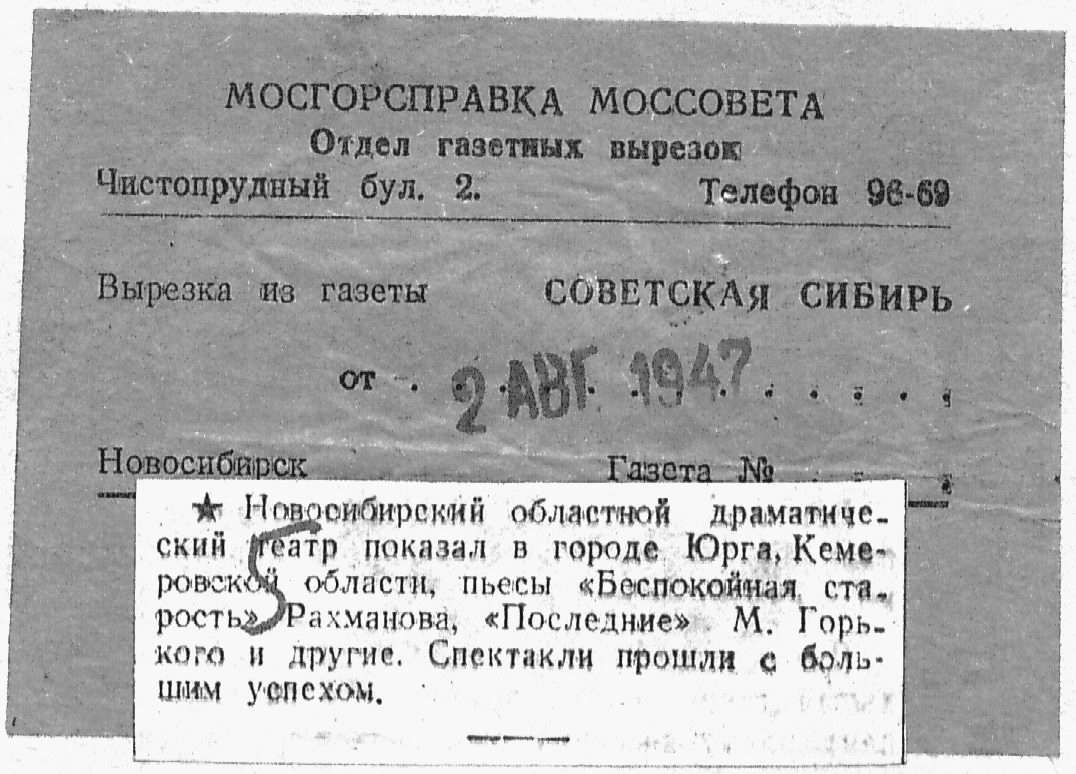 МОСГОРСПРАВКА МОССОВЕТА
Отдел газетных вырезок
Чистопрудный бул. 2. Телефон 96-69
Вырезка из газеты СОВЕТСКАЯ СИБИРЬ
от 2 АВГ. 1947
Новосибирск Газета №
★ Новосибирский областной драматиче-
ский театр показал в городе Юрга, Кеме-
ровской области, пьесы «Беспокойная ста-
рость» Рахманова, «Последние» М. Горь-
кого и другие. Спектакли прошли с боль-
шим успехом.